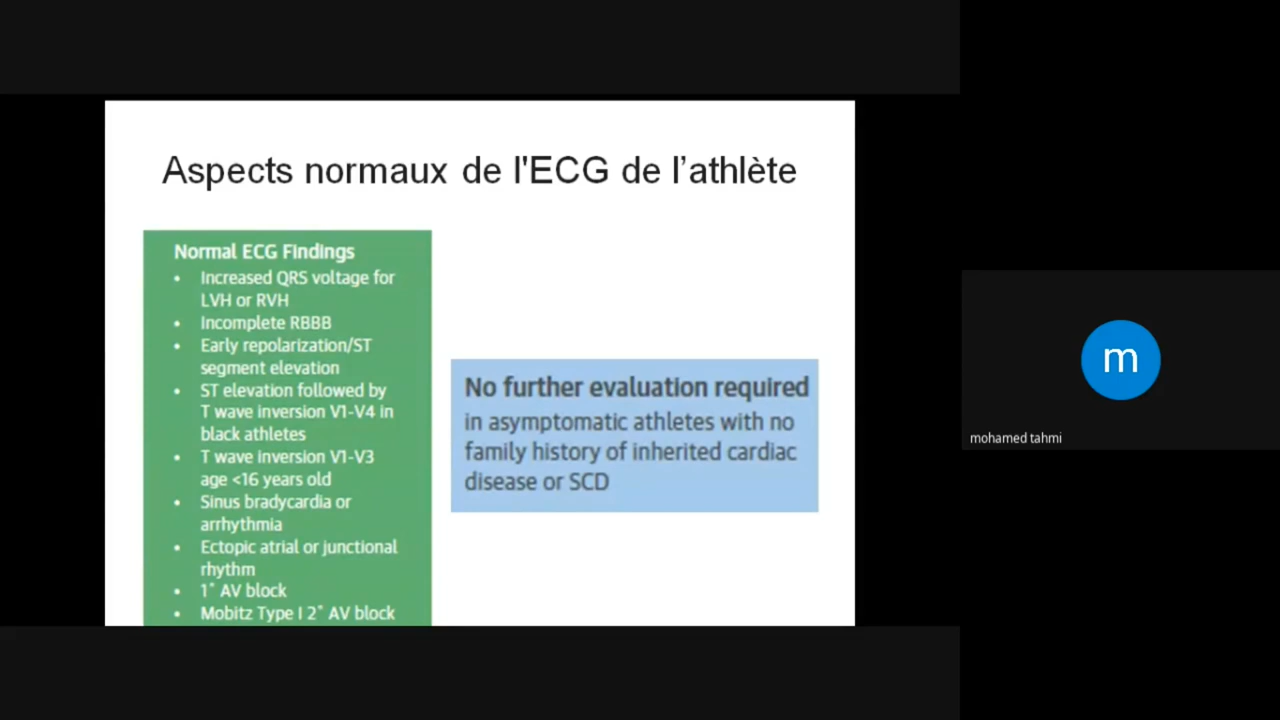 Aspects normaux de l'ECG de l’athlète
Normal ECG Findings
• Increased QRS voltage for
LVH or RVH
• Incomplete RBBB
• Early repolarization/ST
segment elevation
• ST elevation followed by
T wave inversion V1-V4 in
black athletes
• T wave inversion V1-V3
age <16 years old
• Sinus bradycardia or
arrhythmia
• Ectopic atrial or junctional
rhythm
• 1˚ AV block
• Mobitz Type I 2˚ AV block
No further evaluation required
in asymptomatic athletes with no
family history of inherited cardiac
disease or SCD
m
mohamed tahmi